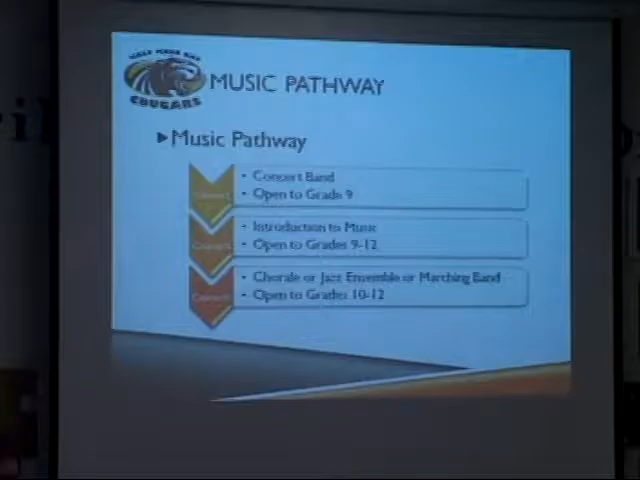 COUGARS
MUSIC PATHWAY
Music Pathway
• Concert Band
• Open to Grade 9
• Introduction to Music
• Open to Grades 9-12
• Chorale or Jazz Ensemble or Marching Band
• Open to Grades 10-12